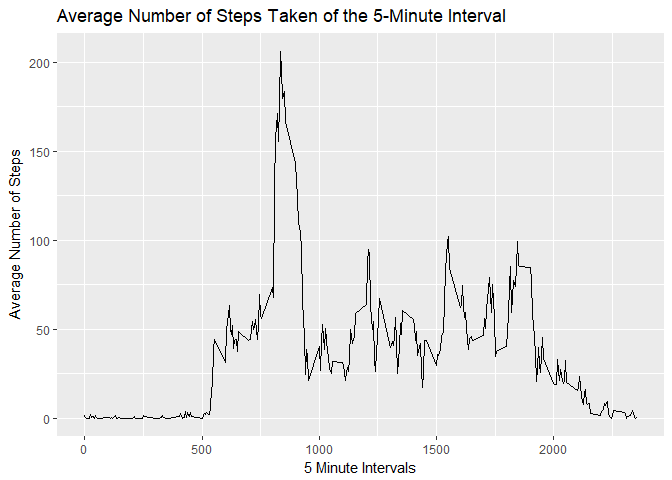 Average Number of Steps Taken of the 5-Minute Interval
200
150
100
50
0
Average Number of Steps
0 500 1000 1500 2000
5 Minute Intervals